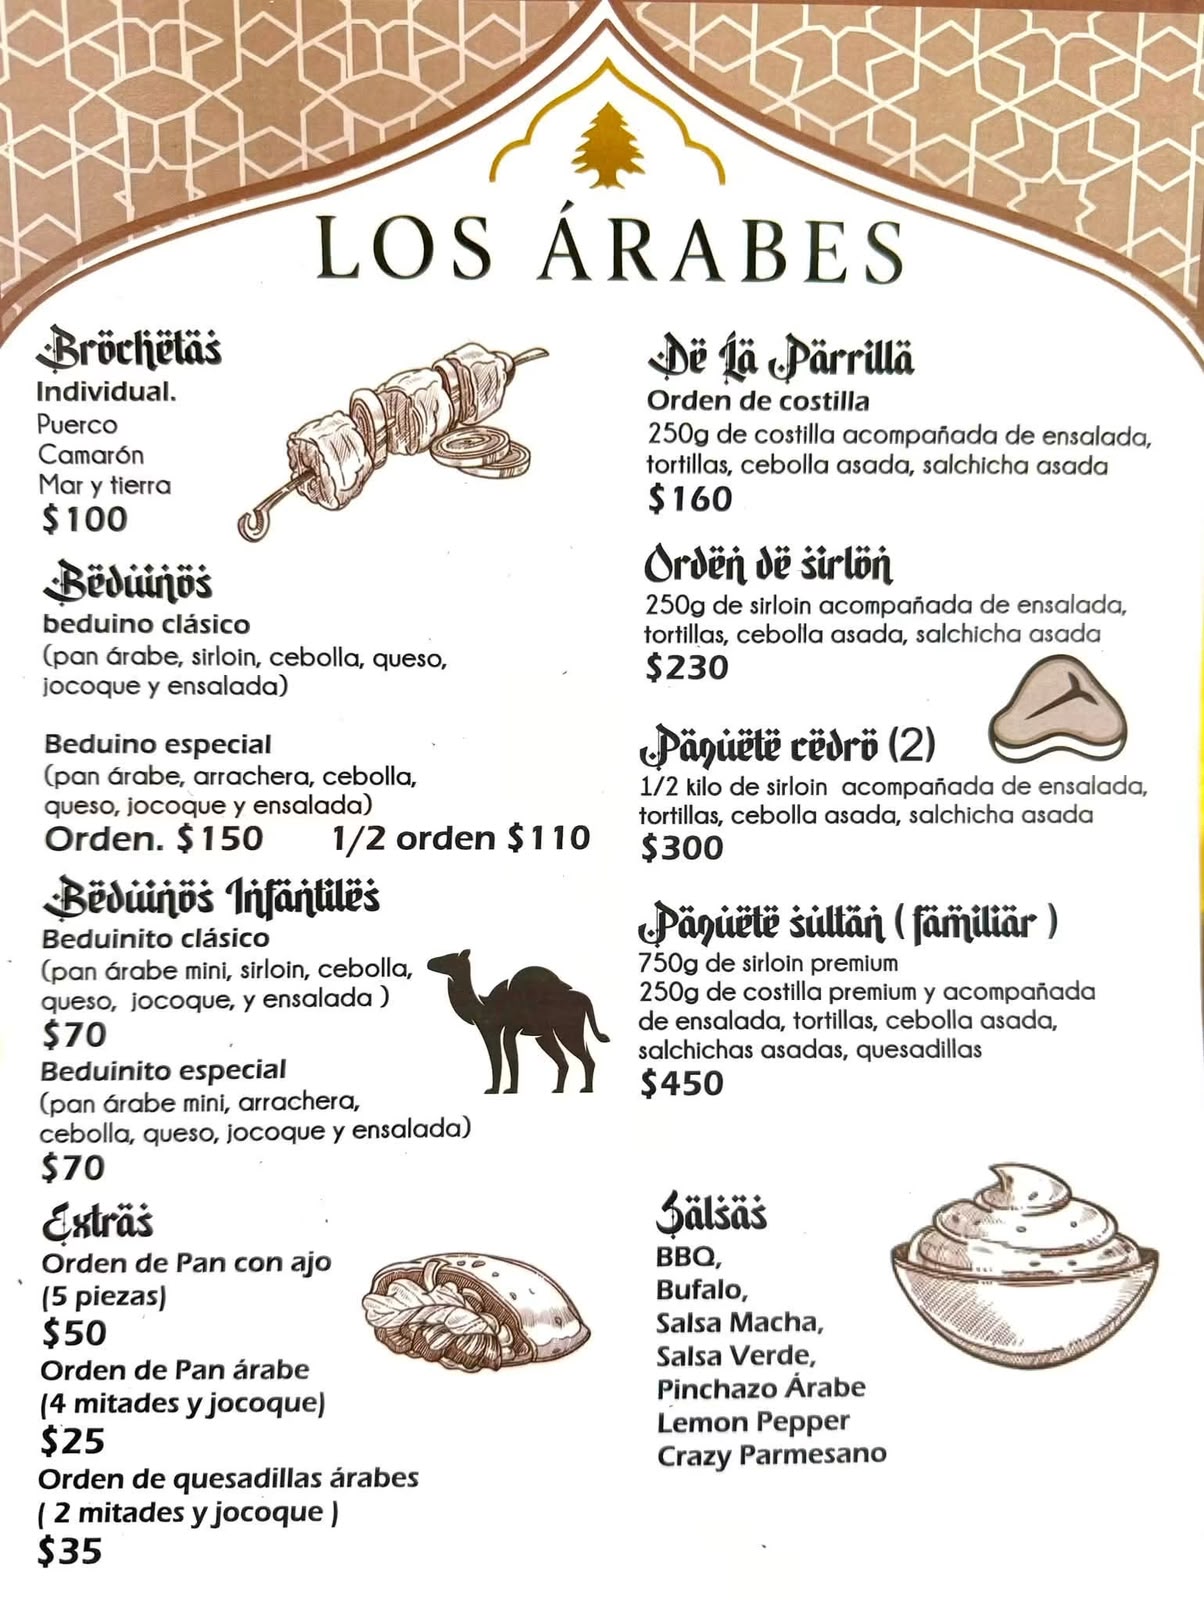 LOS ÁRABES
Bröchëtäs
Individual.
Puerco
Camarón
Mar y tierra
$100
Bëduinös
beduino clásico
(pan árabe, sirloin, cebolla, queso,
jocoque y ensalada)
Beduino especial
(pan árabe, arrachera, cebolla,
queso, jocoque y ensalada)
Orden. $150 1/2 orden $110
Bëduinös Infäntilës
Beduinito clásico
(pan árabe mini, sirloin, cebolla,
queso, jocoque, y ensalada )
$70
Beduinito especial
(pan árabe mini, arrachera,
cebolla, queso, jocoque y ensalada)
$70
Exträs
Orden de Pan con ajo
(5 piezas)
$50
Orden de Pan árabe
(4 mitades y jocoque)
$25
Orden de quesadillas árabes
( 2 mitades y jocoque )
$35
Dë Lä Pärrillä
Orden de costilla
250g de costilla acompañada de ensalada,
tortillas, cebolla asada, salchicha asada
$160
Ordën dë sirlön
250g de sirloin acompañada de ensalada,
tortillas, cebolla asada, salchicha asada
$230
Päquëtë cëdrö (2)
1/2 kilo de sirloin acompañada de ensalada,
tortillas, cebolla asada, salchicha asada
$300
Päquëtë sultän ( fämiliär )
750g de sirloin premium
250g de costilla premium y acompañada
de ensalada, tortillas, cebolla asada,
salchichas asadas, quesadillas
$450
Sälsäs
BBQ,
Bufalo,
Salsa Macha,
Salsa Verde,
Pinchazo Árabe
Lemon Pepper
Crazy Parmesano